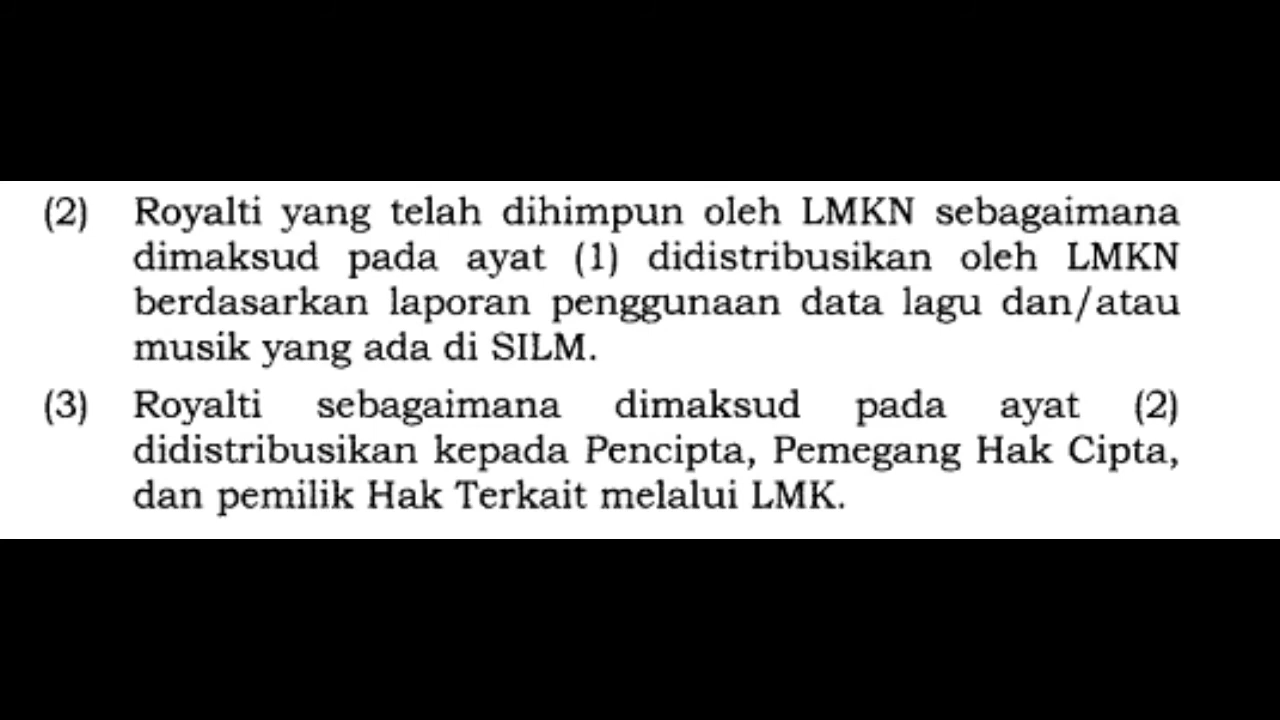 (2) Royalti yang telah dihimpun oleh LMKN sebagaimana
dimaksud pada ayat (1) didistribusikan oleh LMKN
berdasarkan laporan penggunaan data lagu dan/atau
musik yang ada di SILM.
(3) Royalti sebagaimana dimaksud pada ayat (2)
didistribusikan kepada Pencipta, Pemegang Hak Cipta,
dan pemilik Hak Terkait melalui LMK.